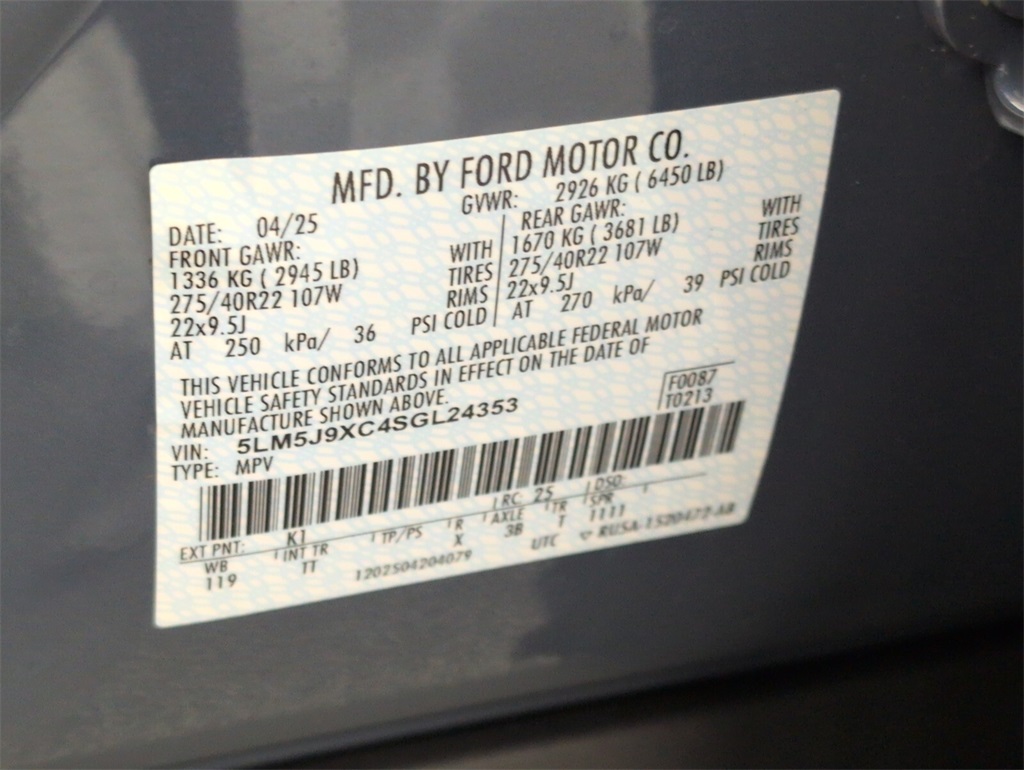 MFD. BY FORD MOTOR CO.
DATE: 04/25 GVWR: 2926 KG ( 6450 LB)
FRONT GAWR: WITH REAR GAWR: WITH
1336 KG ( 2945 LB) TIRES 1670 KG ( 3681 LB) TIRES
275/40R22 107W RIMS 275/40R22 107W RIMS
22x9.5J 22x9.5J
AT 250 kPa/ 36 PSI COLD AT 270 kPa/ 39 PSI COLD
THIS VEHICLE CONFORMS TO ALL APPLICABLE FEDERAL MOTOR
VEHICLE SAFETY STANDARDS IN EFFECT ON THE DATE OF
MANUFACTURE SHOWN ABOVE.
F0087
T0213
VIN: 5LM5J9XC4SGL24353
TYPE: MPV
EXT PNT: K1 RC: 25 DSO:
WB INT TR TP/PS R AXLE TR SPR
119 TT X 3B T 1111
1202504204079 UTC RU5A-1520472-AB